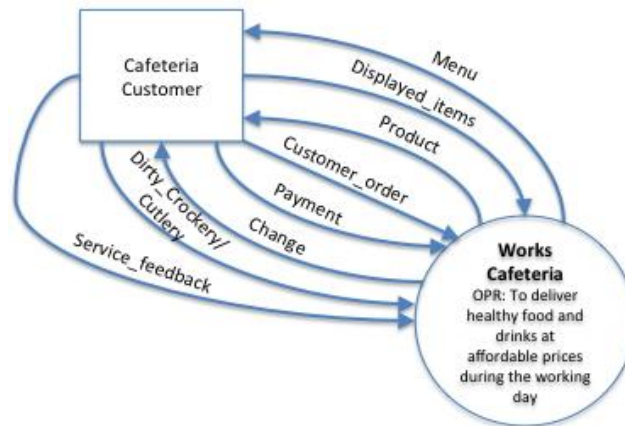 Cafeteria
Customer
Menu
Displayed_items
Product
Customer_order
Payment
Change
Dirty_Crockery/
Cutlery
Service_feedback
Works
Cafeteria
OPR: To deliver
healthy food and
drinks at
affordable prices
during the working
day